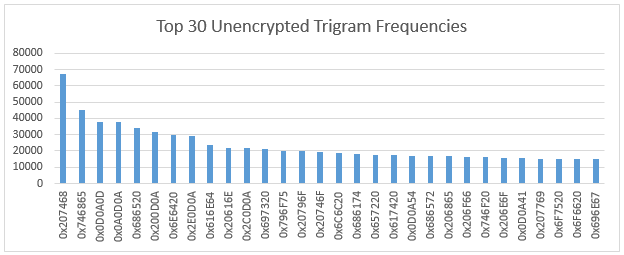 Top 30 Unencrypted Trigram Frequencies
80000
70000
60000
50000
40000
30000
20000
10000
0
0x207468
0x746865
0x0D0A0D
0x0A0D0A
0x686520
0x200D0A
0x6E6420
0x2E0D0A
0x616E64
0x20616E
0x2C0D0A
0x697320
0x796F75
0x20796F
0x20746F
0x6C6C20
0x686174
0x657220
0x617420
0x0D0A54
0x686572
0x206865
0x206F66
0x746F20
0x206E6F
0x0D0A41
0x207769
0x6F7520
0x6F6620
0x696E67